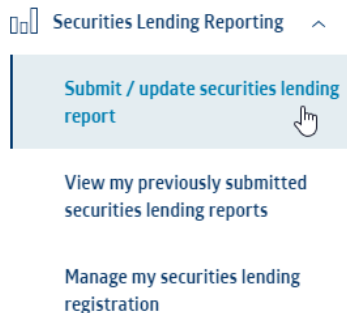 Securities Lending Reporting
Submit / update securities lending
report
View my previously submitted
securities lending reports
Manage my securities lending
registration